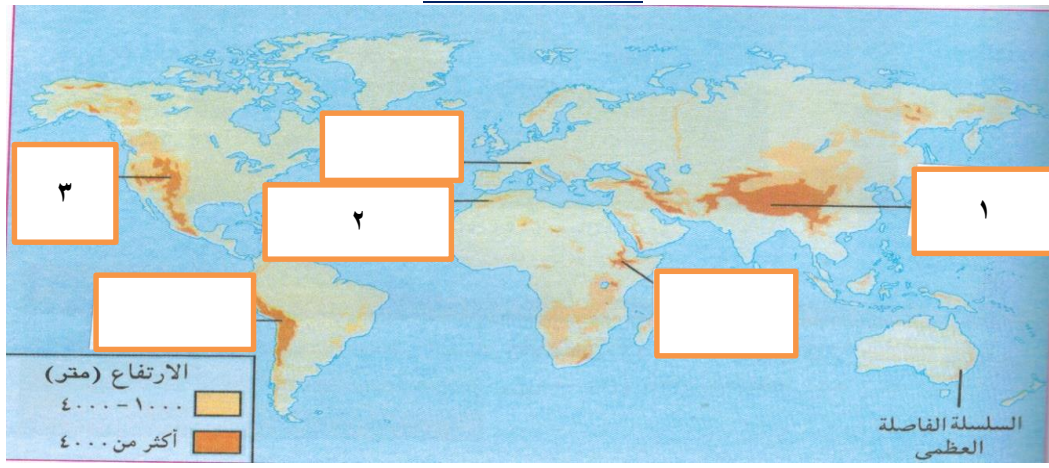 ٣
٢
١
الارتفاع (متر)
١٠٠٠ - ٤٠٠٠
أكثر من ٤٠٠٠
السلسلة الفاصلة
العظمى